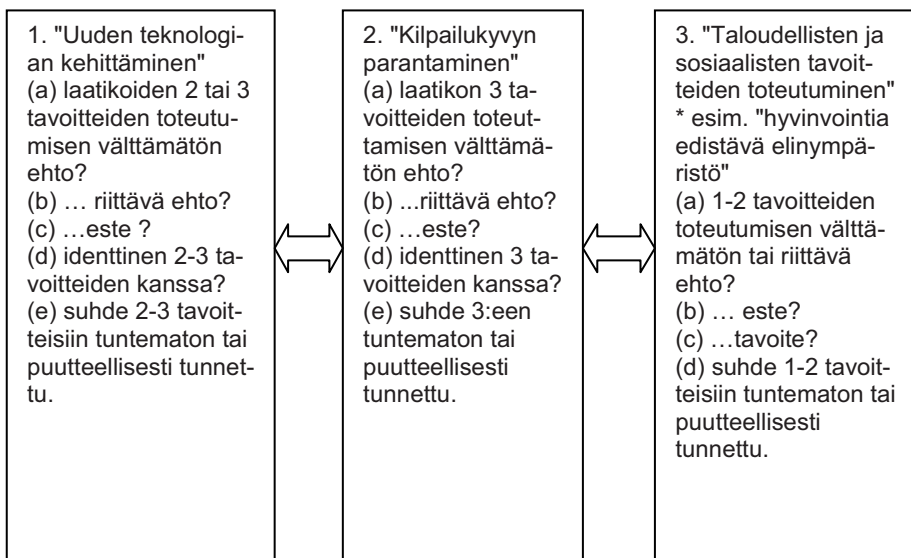 1. "Uuden teknologi-
an kehittäminen"
(a) laatikoiden 2 tai 3
tavoitteiden toteutu-
misen välttämätön
ehto?
(b) … riittävä ehto?
(c) …este ?
(d) identtinen 2-3 ta-
voitteiden kanssa?
(e) suhde 2-3 tavoit-
teisiin tuntematon tai
puutteellisesti tunnet-
tu.
2. "Kilpailukyvyn
parantaminen"
(a) laatikon 3 ta-
voitteiden toteut-
tamisen välttämä-
tön ehto?
(b) ...riittävä ehto?
(c) …este?
(d) identtinen 3 ta-
voitteiden kanssa?
(e) suhde 3:een
tuntematon tai
puutteellisesti
tunnettu.
3. "Taloudellisten ja
sosiaalisten tavoit-
teiden toteutuminen"
* esim. "hyvinvointia
edistävä elinympä-
ristö"
(a) 1-2 tavoitteiden
toteutumisen välttä-
mätön tai riittävä
ehto?
(b) … este?
(c) …tavoite?
(d) suhde 1-2 tavoit-
teisiin tuntematon tai
puutteellisesti
tunnettu.